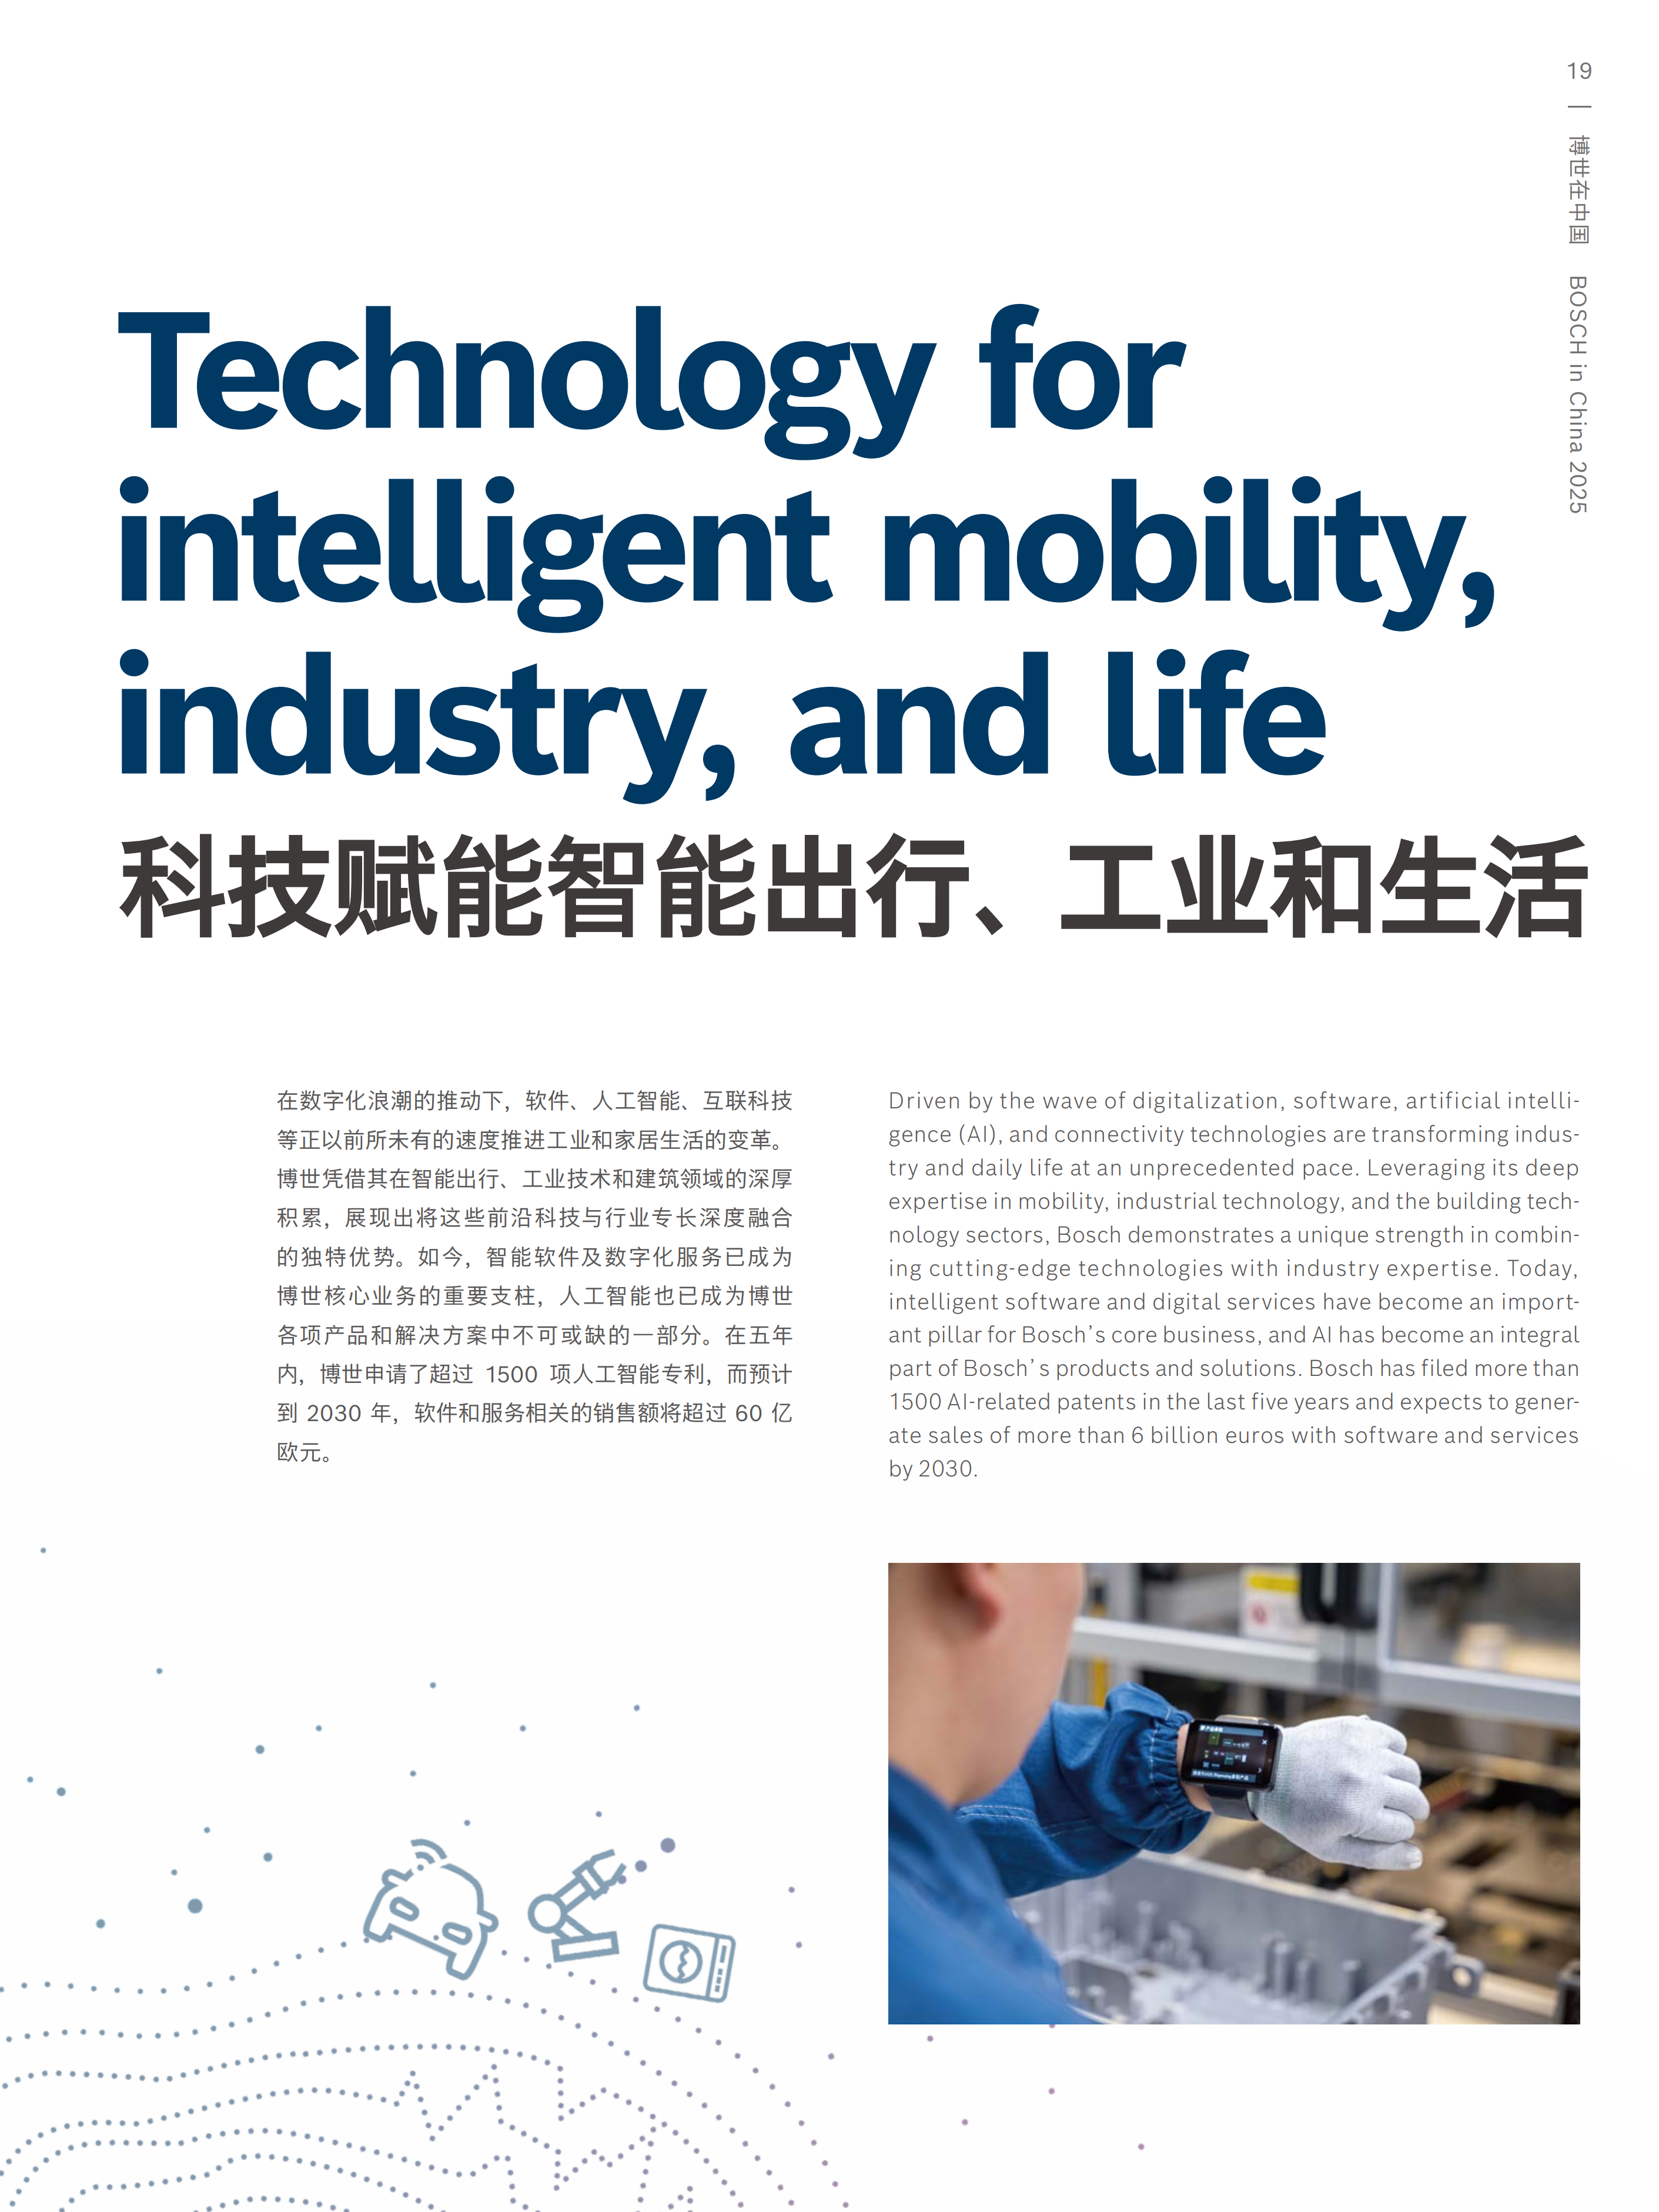 19
博世在中国 BOSCH in China 2025
Technology for
intelligent mobility,
industry, and life
科技赋能智能出行、工业和生活
在数字化浪潮的推动下，软件、人工智能、互联科技
等正以前所未有的速度推进工业和家居生活的变革。
博世凭借其在智能出行、工业技术和建筑领域的深厚
积累，展现出将这些前沿科技与行业专长深度融合
的独特优势。如今，智能软件及数字化服务已成为
博世核心业务的重要支柱，人工智能也已成为博世
各项产品和解决方案中不可或缺的一部分。在五年
内，博世申请了超过 1500 项人工智能专利，而预计
到 2030 年，软件和服务相关的销售额将超过 60 亿
欧元。
Driven by the wave of digitalization, software, artificial intelli-
gence (AI), and connectivity technologies are transforming indus-
try and daily life at an unprecedented pace. Leveraging its deep
expertise in mobility, industrial technology, and the building tech-
nology sectors, Bosch demonstrates a unique strength in combin-
ing cutting-edge technologies with industry expertise. Today,
intelligent software and digital services have become an import-
ant pillar for Bosch's core business, and AI has become an integral
part of Bosch's products and solutions. Bosch has filed more than
1500 AI-related patents in the last five years and expects to gener-
ate sales of more than 6 billion euros with software and services
by 2030.